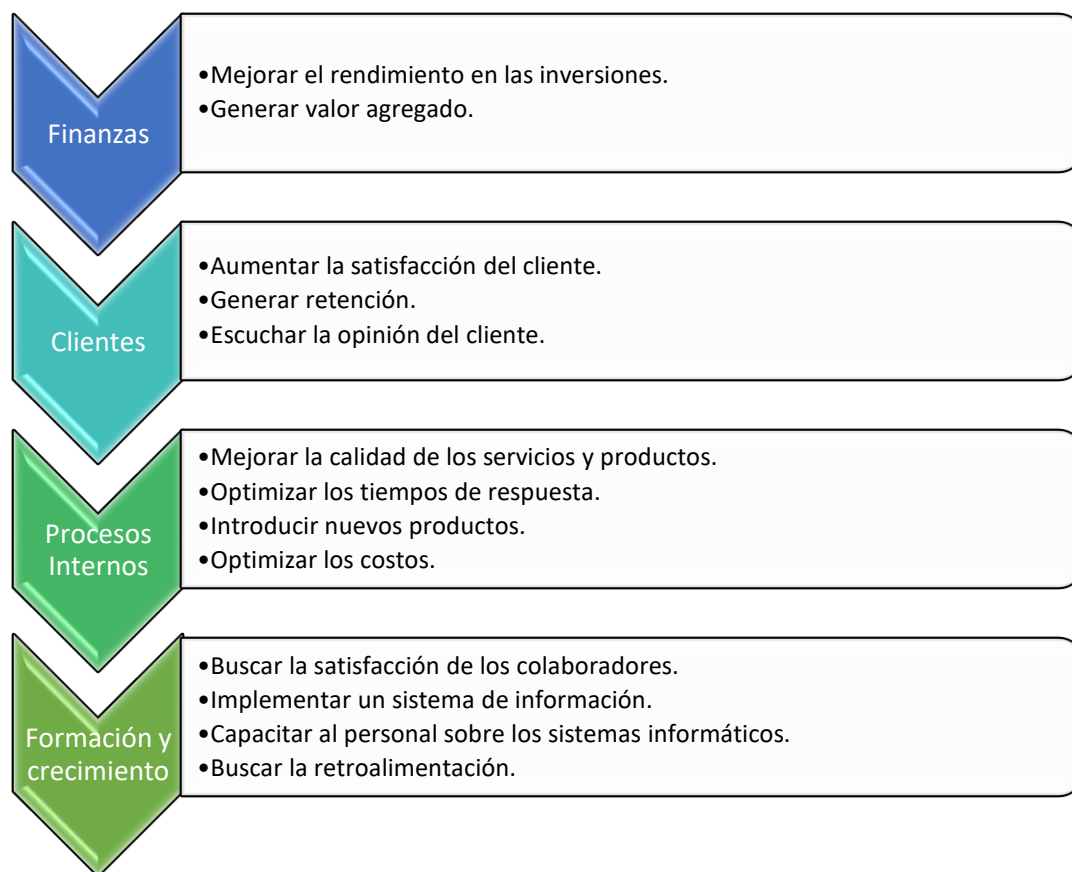 Finanzas
•Mejorar el rendimiento en las inversiones.
•Generar valor agregado.
Clientes
•Aumentar la satisfacción del cliente.
•Generar retención.
•Escuchar la opinión del cliente.
Procesos
Internos
•Mejorar la calidad de los servicios y productos.
•Optimizar los tiempos de respuesta.
•Introducir nuevos productos.
•Optimizar los costos.
Formación y
crecimiento
•Buscar la satisfacción de los colaboradores.
•Implementar un sistema de información.
•Capacitar al personal sobre los sistemas informáticos.
•Buscar la retroalimentación.